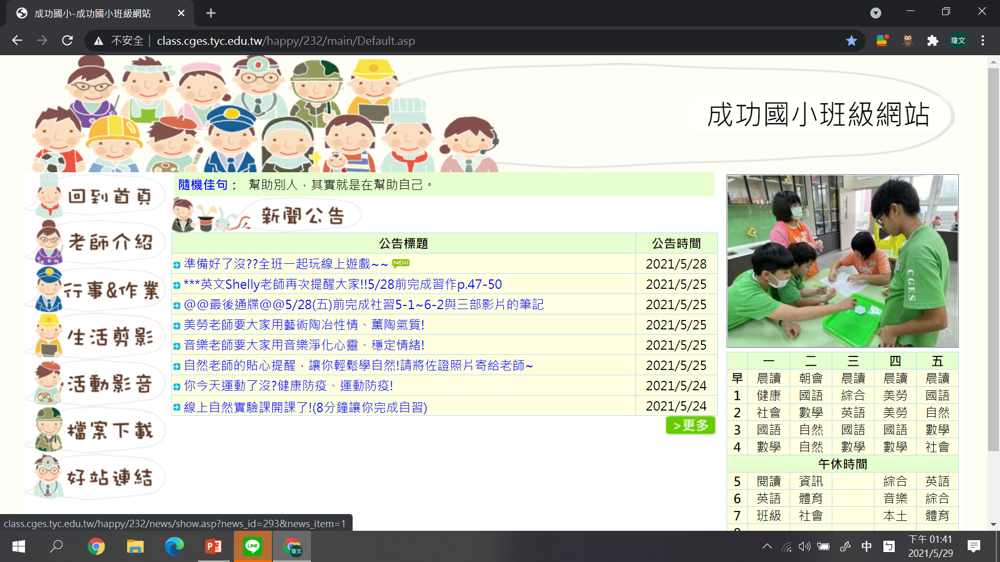 成功國小-成功國小班級網站
不安全
class.cges.tyc.edu.tw/happy/232/main/Default.asp
瓊文
成功國小班級網站
回到首頁
老師介紹
行事&作業
生活剪影
活動影音
檔案下載
好站連結
隨機佳句： 幫助別人，其實就是在幫助自己。
新聞公告
公告標題 公告時間
準備好了沒??全班一起玩線上遊戲~~ NEW 2021/5/28
***英文Shelly老師再次提醒大家!!5/28前完成習作p.47-50 2021/5/25
@@最後通牒@@5/28(五)前完成社習5-1~6-2與三部影片的筆記 2021/5/25
美勞老師要大家用藝術陶冶性情、薰陶氣質! 2021/5/25
音樂老師要大家用音樂淨化心靈、穩定情緒! 2021/5/25
自然老師的貼心提醒，讓你輕鬆學自然!請將佐證照片寄給老師~ 2021/5/25
你今天運動了沒?健康防疫、運動防疫! 2021/5/24
線上自然實驗課開課了!(8分鐘讓你完成自習) 2021/5/24
>更多
CGES
一 二 三 四 五
早 晨讀 朝會 晨讀 晨讀 晨讀
1 健康 國語 綜合 美勞 國語
2 社會 數學 英語 美勞 自然
3 國語 自然 國語 國語 數學
4 數學 自然 數學 數學 社會
午休時間
5 閱讀 資訊 綜合 英語
6 英語 體育 音樂 綜合
7 班級 社會 本土 體育
class.cges.tyc.edu.tw/happy/232/news/show.asp?news_id=293&news_item=1
LINE
瓊文
中
ㄅ
下午 01:41
2021/5/29